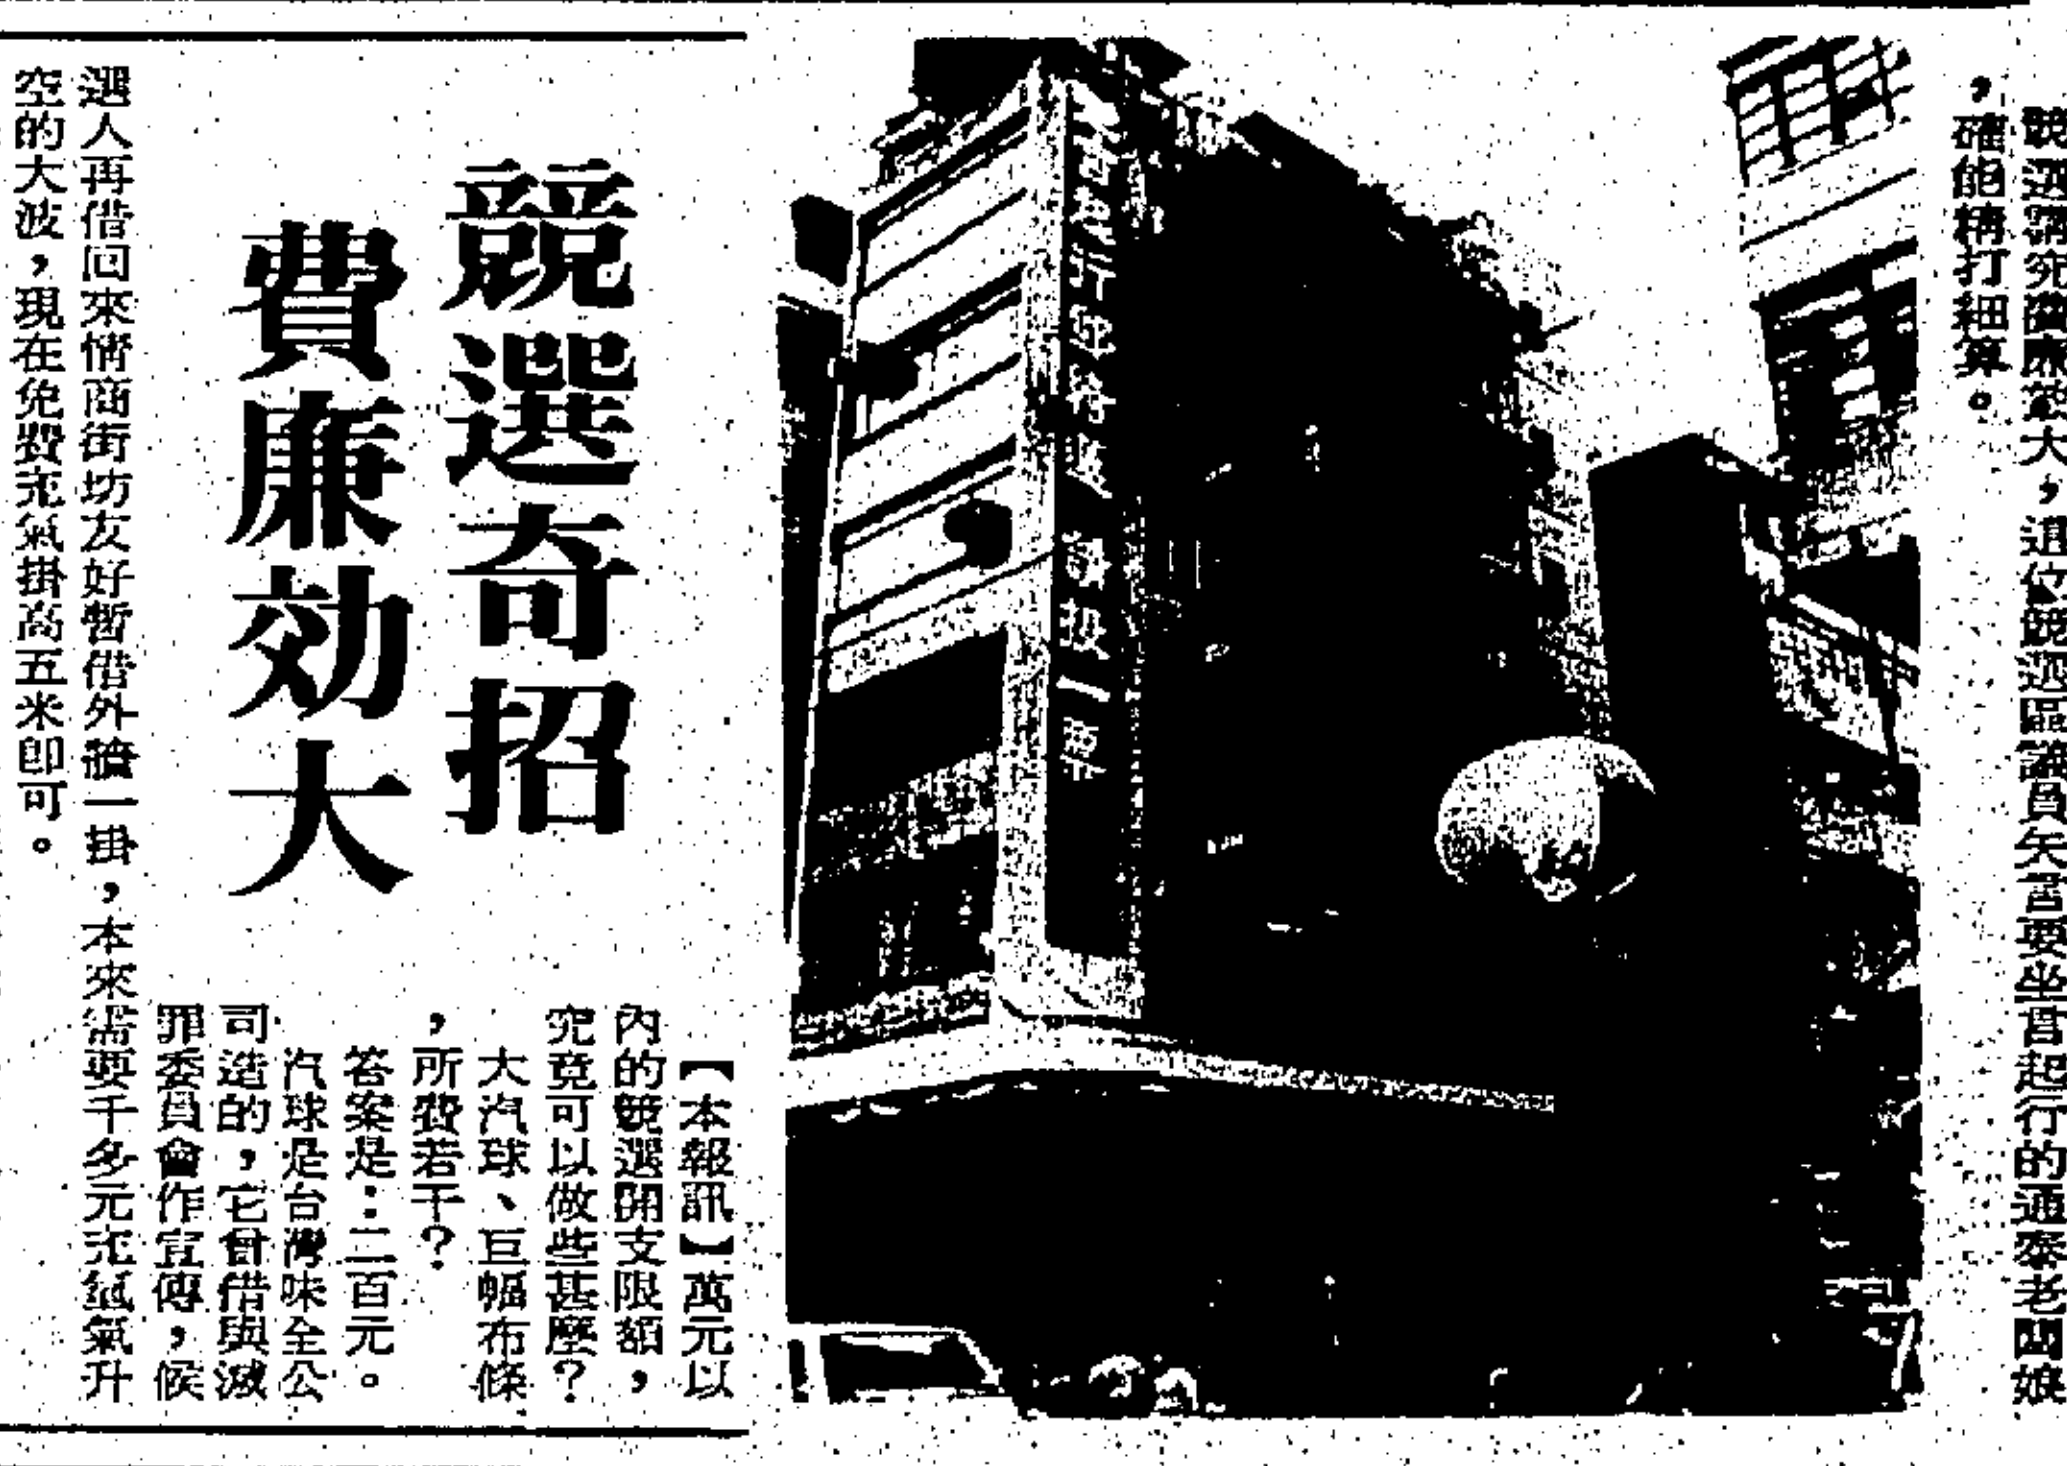 競選奇招
費廉効大
【本報訊】萬元以
內的競選開支限額,
究竟可以做些甚麼?
大汽球、巨幅布條
,所費若干?
答案是:二百元。
汽球是台灣味全公
司造的,它曾借與滅
罪委員會作宣傳,候
選人再借回來情商街坊友好暫借外牆一掛,本來需要千多元充氫氣升
空的大波,現在免費充氣掛高五米即可。
競選講究費廉效大,這位競選區議員矢言要坐言起行的通泰老闆娘
,確能精打細算。
請投一票